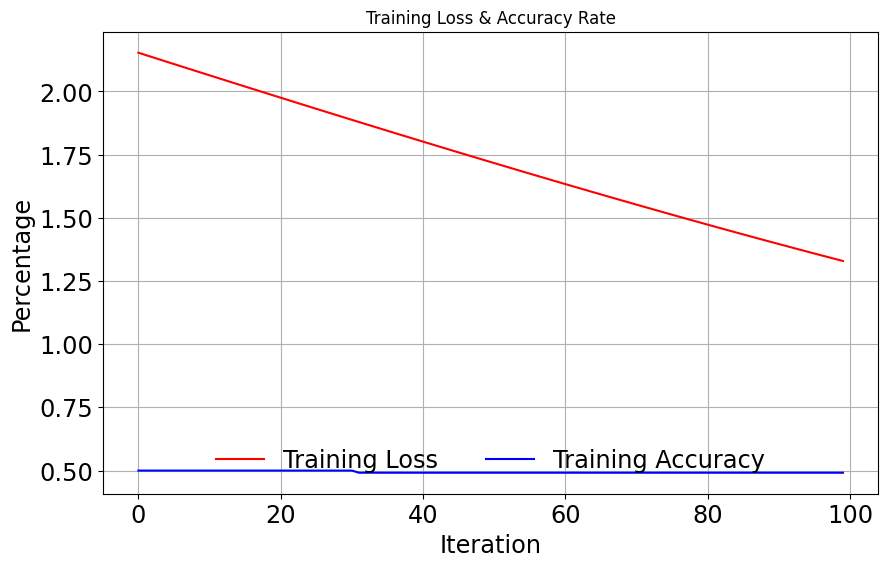 Training Loss & Accuracy Rate
2.00
1.75
1.50
1.25
1.00
0.75
0.50
Percentage
Training Loss Training Accuracy
0 20 40 60 80 100
Iteration